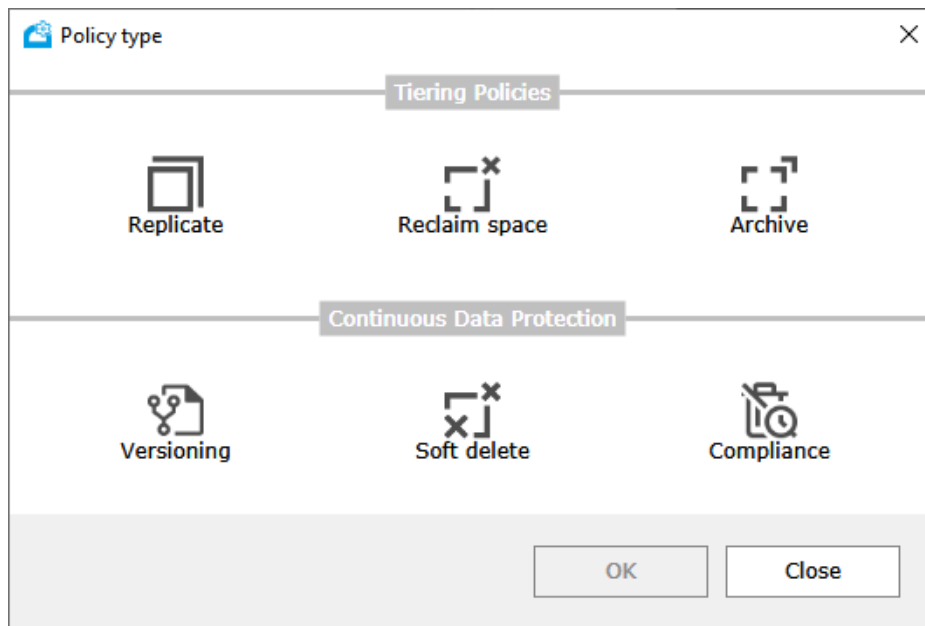 Policy type
Tiering Policies
Replicate Reclaim space Archive
Continuous Data Protection
Versioning Soft delete Compliance
OK Close